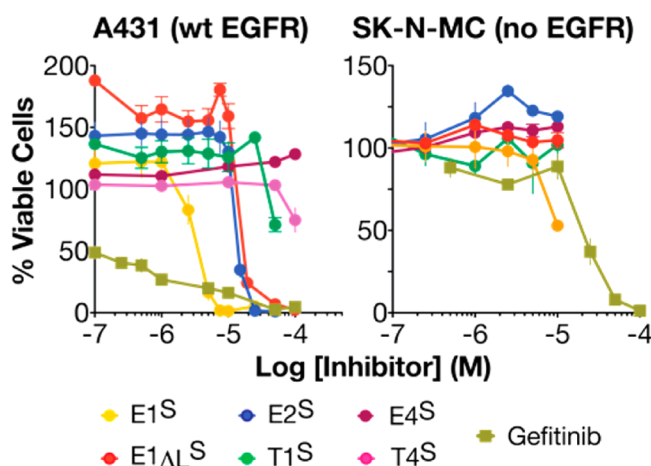 A431 (wt EGFR) SK-N-MC (no EGFR)
200 150
150
100 100
50 50
0 0
% Viable Cells
-7 -6 -5 -4 -7 -6 -5 -4
Log [Inhibitor] (M)
E1S E2S E4S
Gefitinib
E1ΔLS T1S T4S